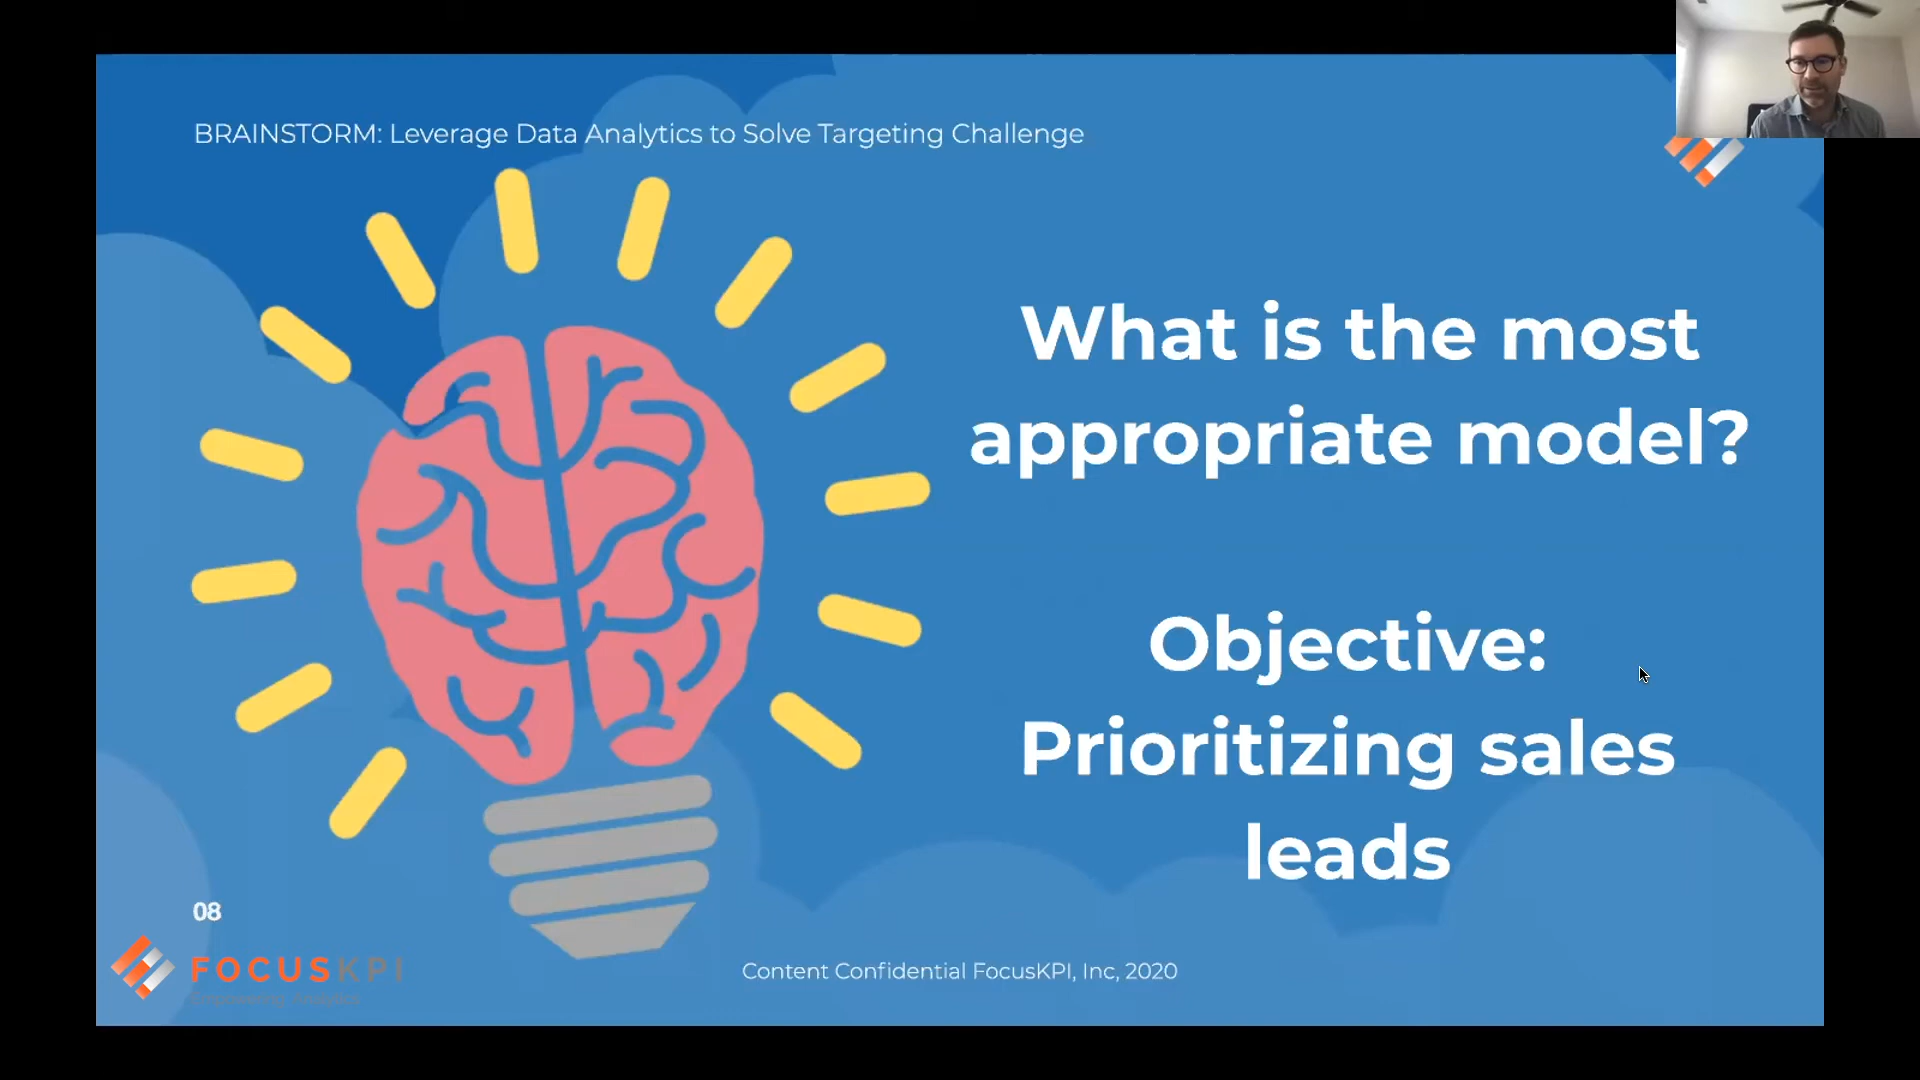 BRAINSTORM: Leverage Data Analytics to Solve Targeting Challenge
What is the most
appropriate model?
Objective:
Prioritizing sales
leads
08
FOCUSKPI
Content Confidential FocusKPI, Inc, 2020